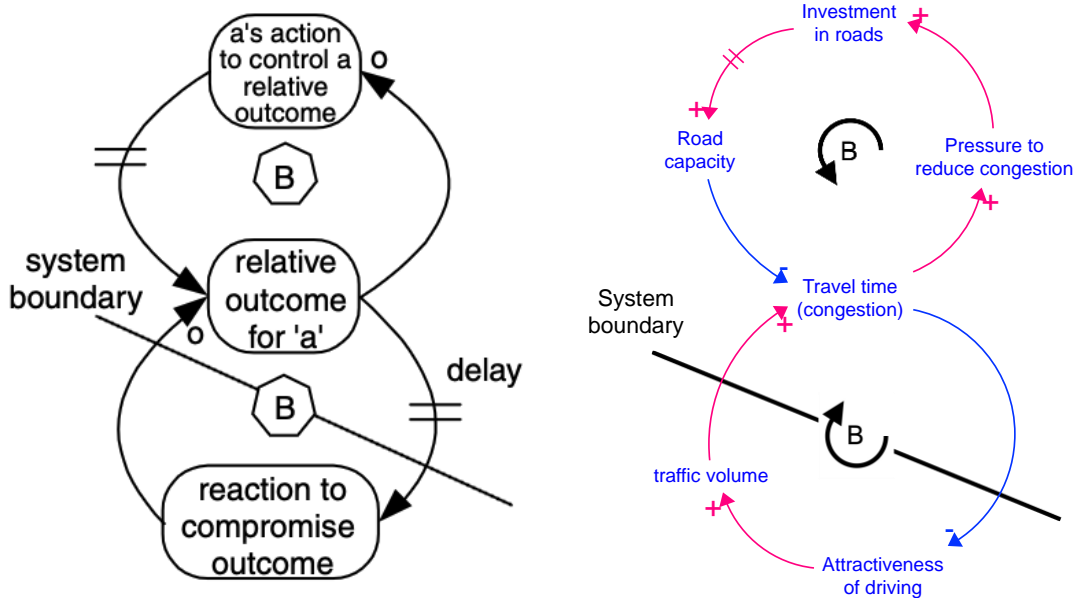 a's action
to control a
relative
outcome
o
B
system
boundary
relative
outcome
for 'a'
o
delay
B
reaction to
compromise
outcome
Investment
in roads
+
+
Road
capacity
B
Pressure to
reduce congestion
+
-
Travel time
(congestion)
+
System
boundary
B
traffic volume
+
-
Attractiveness
of driving